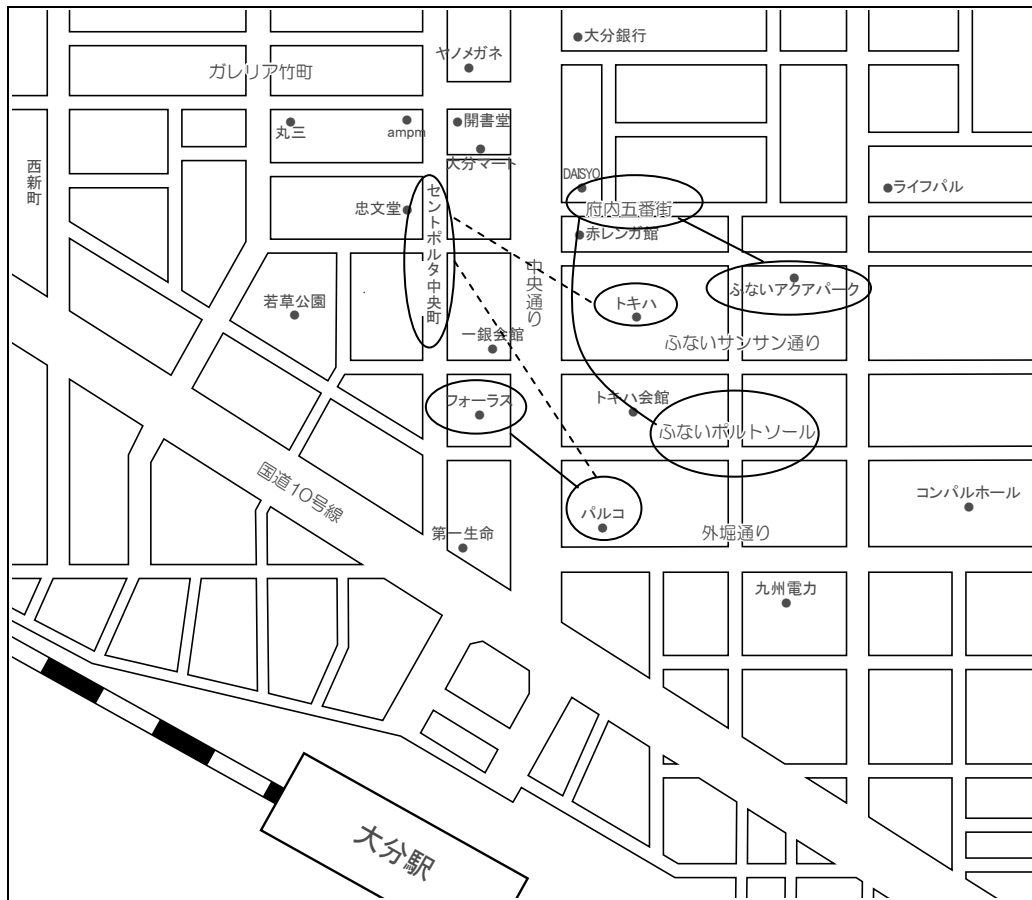 大分銀行
ヤノメガネ
ガレリア竹町
丸三
ampm
開書堂
大分マート
西新町
DAISYO
ライフパル
忠文堂
セントポルタ中央町
府内五番街
赤レンガ館
中央通り
若草公園
トキハ
ふないアクアパーク
一銀会館
ふないサンサン通り
フォーラス
トキハ会館
ふないポルトソール
国道10号線
コンパルホール
パルコ
第一生命
外堀通り
九州電力
大分駅